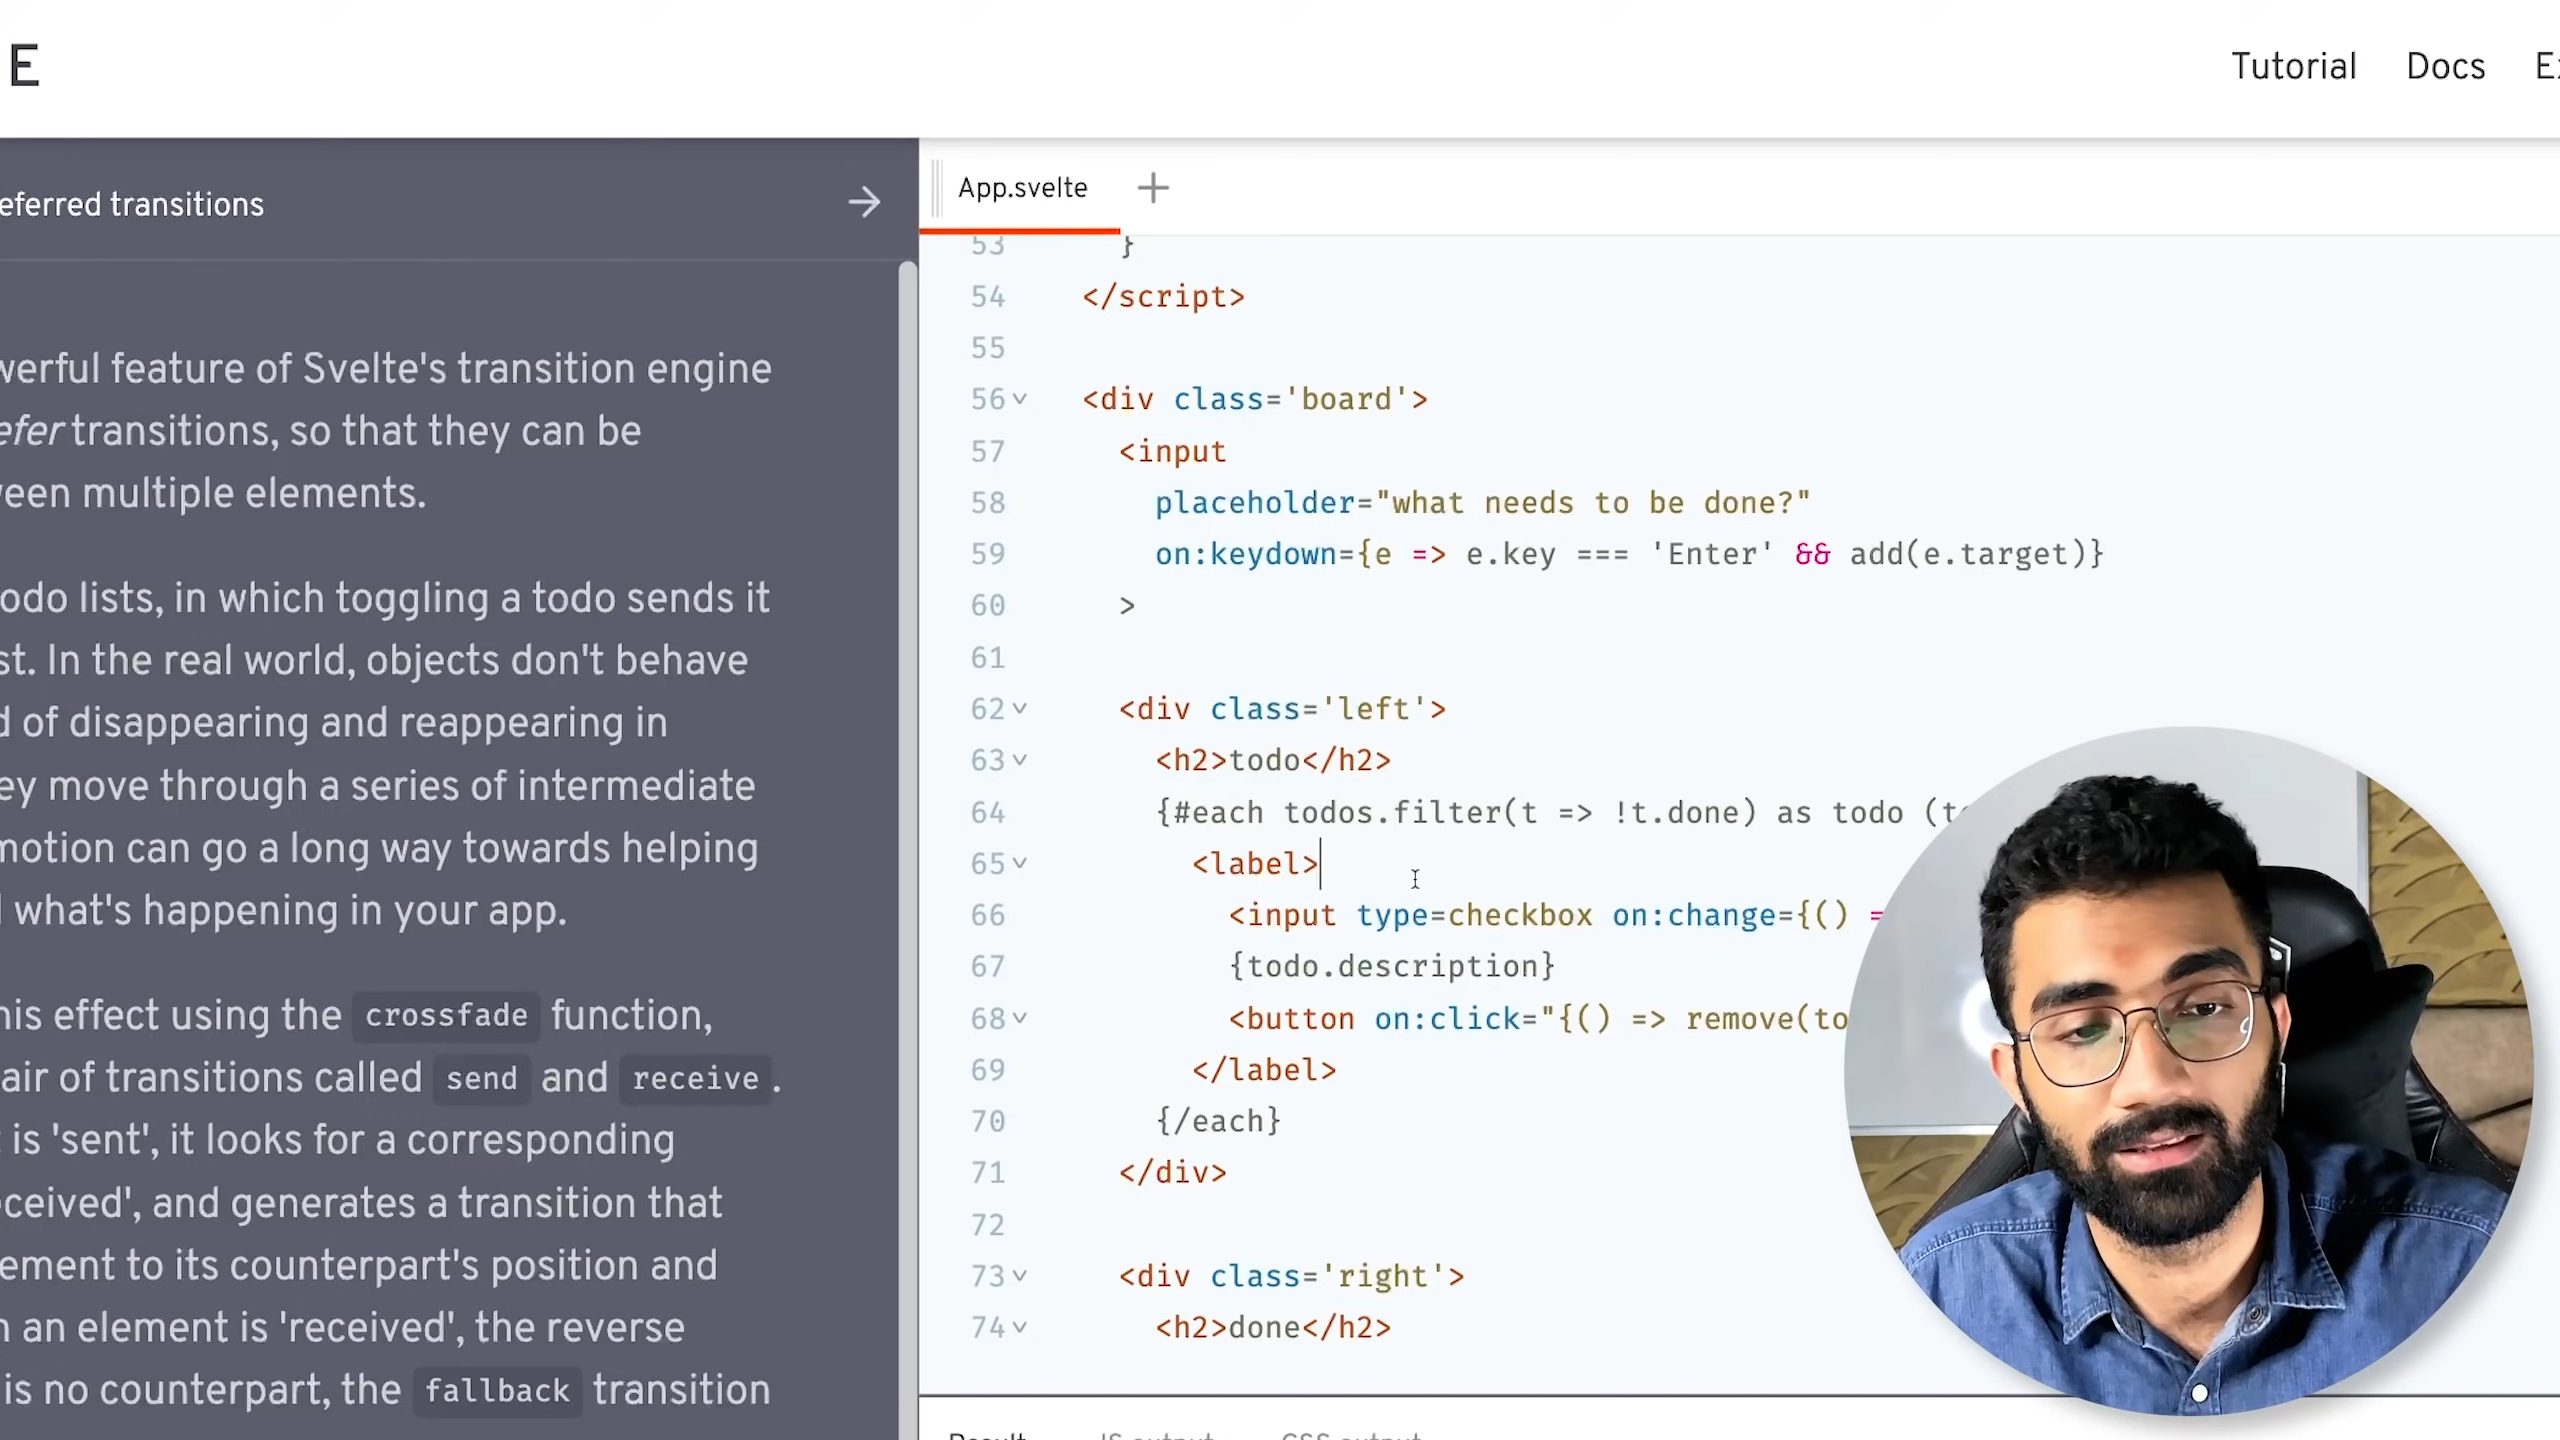 E
Tutorial Docs
eferred transitions
werful feature of Svelte's transition engine
efer transitions, so that they can be
veen multiple elements.
odo lists, in which toggling a todo sends it
st. In the real world, objects don't behave
d of disappearing and reappearing in
ey move through a series of intermediate
motion can go a long way towards helping
what's happening in your app.
his effect using the crossfade function,
air of transitions called send and receive.
is 'sent', it looks for a corresponding
ceived', and generates a transition that
ement to its counterpart's position and
an element is 'received', the reverse
is no counterpart, the fallback transition
App.svelte +
53 }
54 </script>
55
56 <div class='board'>
57 <input
58 placeholder="what needs to be done?"
59 on:keydown={e => e.key === 'Enter' && add(e.target)}
60 >
61
62 <div class='left'>
63 <h2>todo</h2>
64 {#each todos.filter(t => !t.done) as todo (t
65 <label>
66 <input type=checkbox on:change={() =
67 {todo.description}
68 <button on:click="{() => remove(to
69 </label>
70 {/each}
71 </div>
72
73 <div class='right'>
74 <h2>done</h2>
Result JS output CSS output